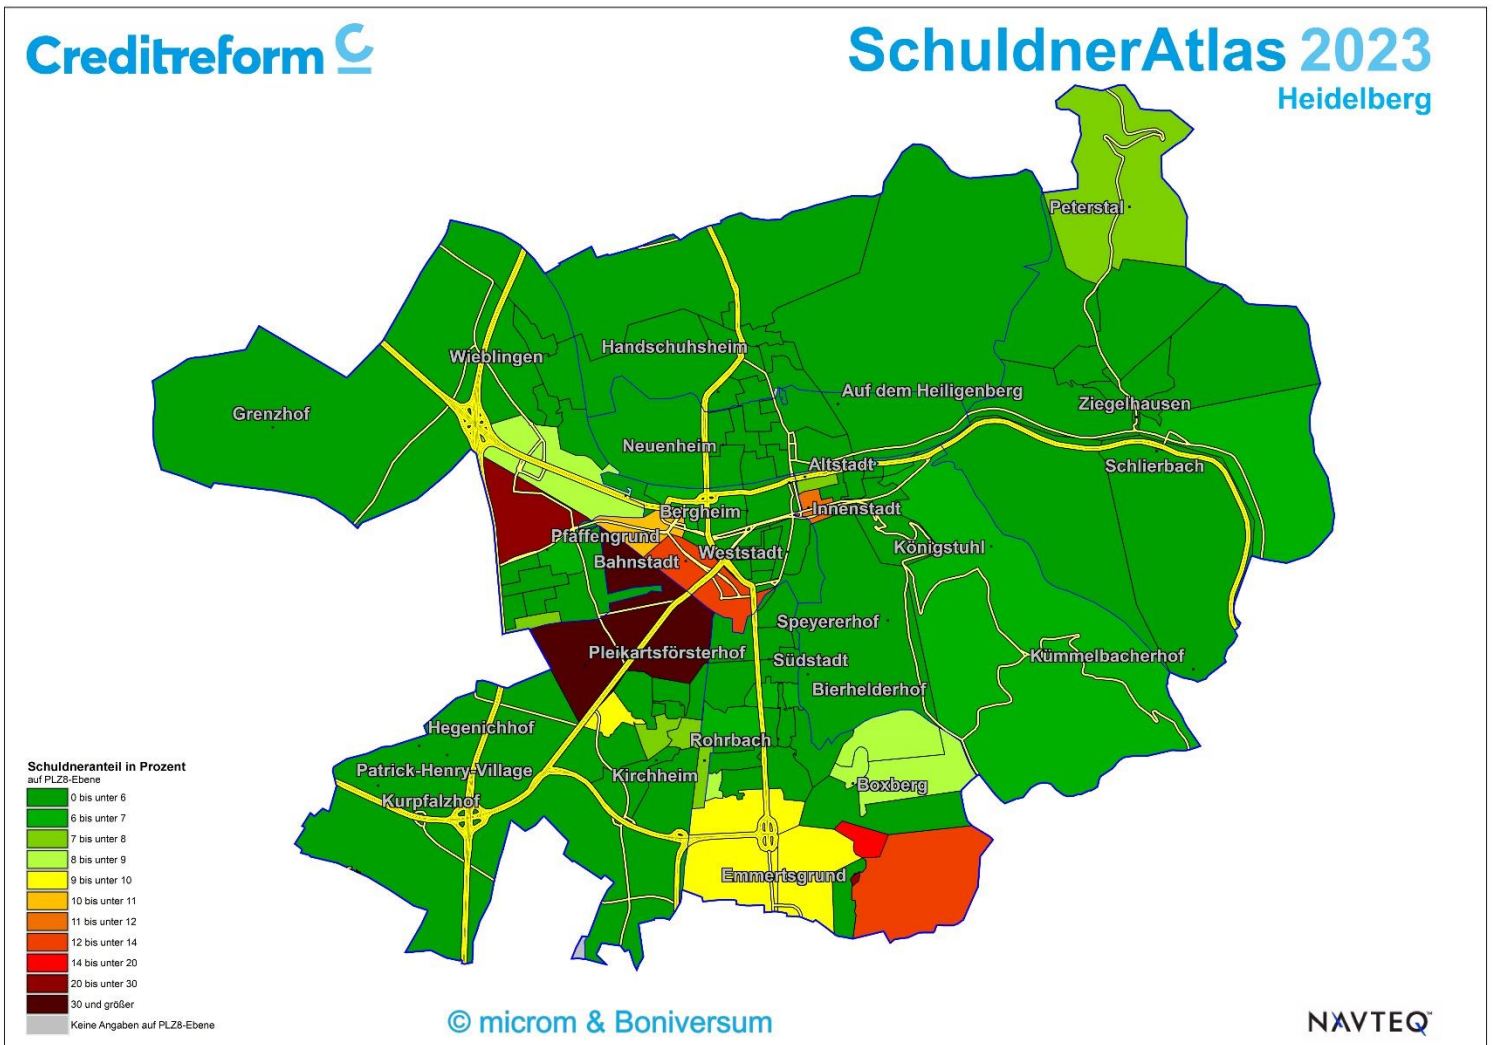 Creditreform
SchuldnerAtlas 2023
Heidelberg
Peterstal
Handschuhsheim
Wieblingen
Auf dem Heiligenberg
Ziegelhausen
Grenzhof
Neuenheim
Altstadt
Schlierbach
Bergheim
Innenstadt
Pfaffengrund
Königstuhl
Weststadt
Bahnstadt
Speyererhof
Pleikartsförsterhof
Südstadt
Kümmelbacherhof
Bierhelderhof
Hegenichhof
Rohrbach
Patrick-Henry-Village
Kirchheim
Boxberg
Kurpfalzhof
Emmertsgrund
Schuldneranteil in Prozent
auf PLZ8-Ebene
0 bis unter 6
6 bis unter 7
7 bis unter 8
8 bis unter 9
9 bis unter 10
10 bis unter 11
11 bis unter 12
12 bis unter 14
14 bis unter 20
20 bis unter 30
30 und größer
Keine Angaben auf PLZ8-Ebene
© microm & Boniversum
NAVTEQ™